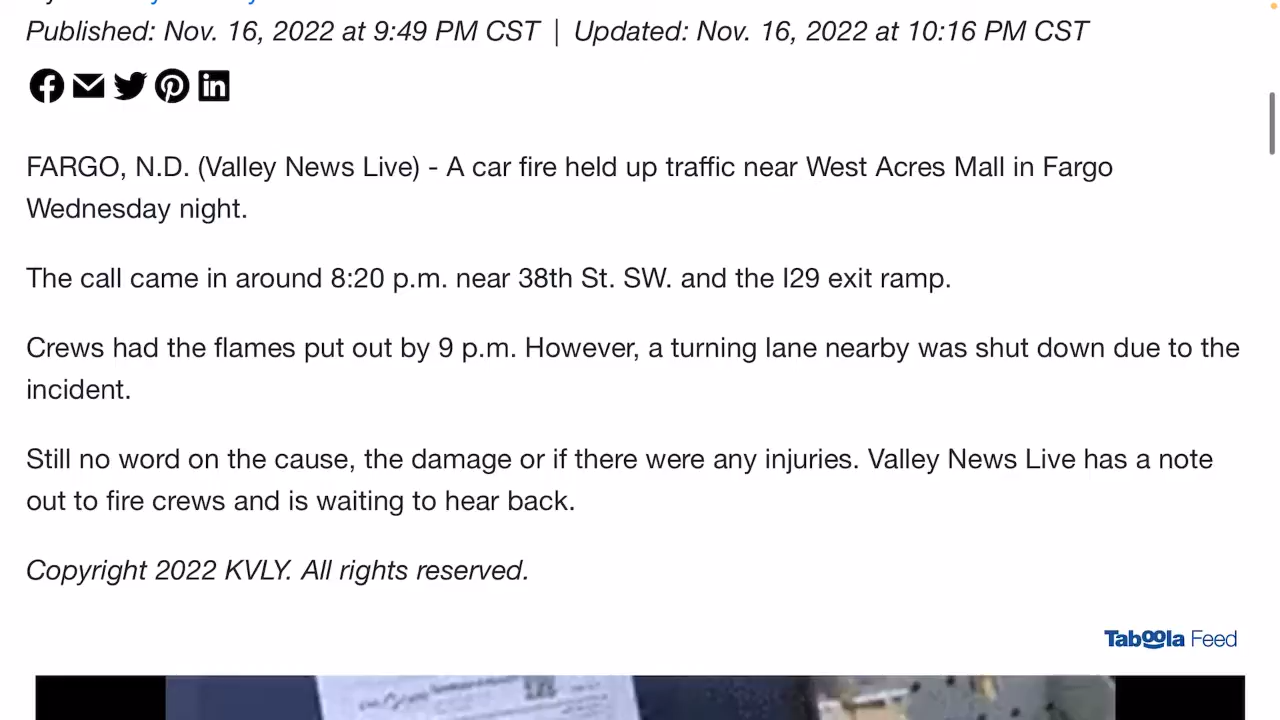 Published: Nov. 16, 2022 at 9:49 PM CST | Updated: Nov. 16, 2022 at 10:16 PM CST
FARGO, N.D. (Valley News Live) - A car fire held up traffic near West Acres Mall in Fargo
Wednesday night.
The call came in around 8:20 p.m. near 38th St. SW. and the I29 exit ramp.
Crews had the flames put out by 9 p.m. However, a turning lane nearby was shut down due to the
incident.
Still no word on the cause, the damage or if there were any injuries. Valley News Live has a note
out to fire crews and is waiting to hear back.
Copyright 2022 KVLY. All rights reserved.
Taboola Feed